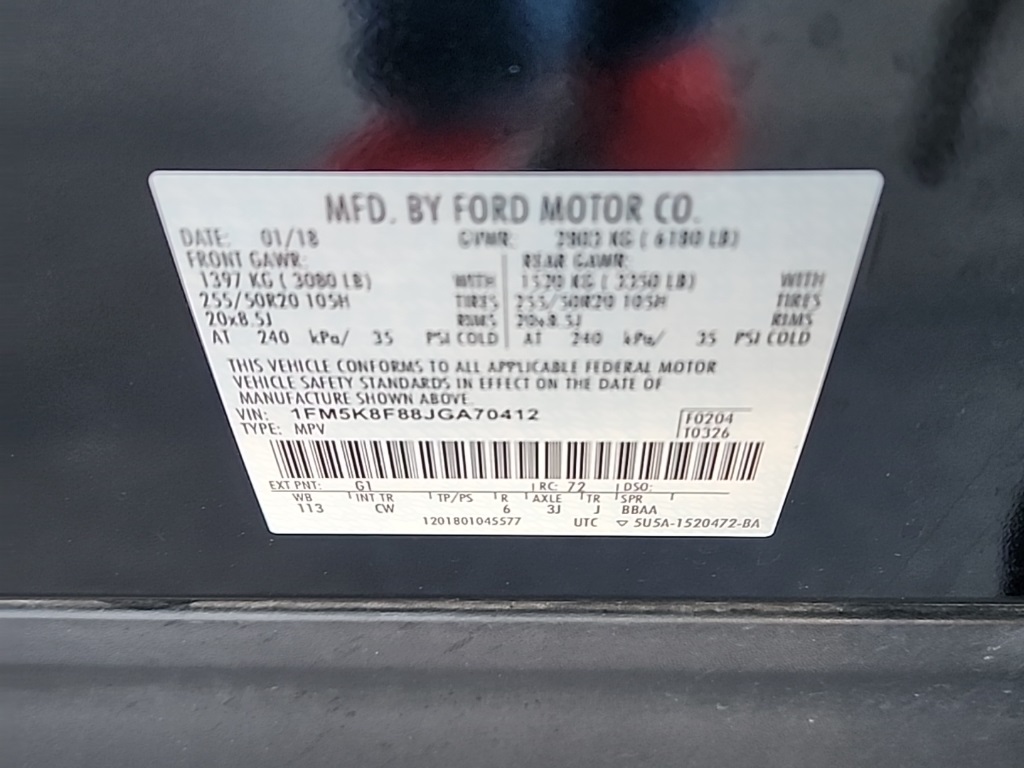 MFD. BY FORD MOTOR CO.
DATE: 01/18 GVWR: KG ( LB)
FRONT GAWR: REAR GAWR:
1397 KG ( 3080 LB) WITH KG ( LB) WITH
255/50R20 105H TIRES 255/50R20 105H TIRES
20x8.5J RIMS 20x8.5J RIMS
AT 240 kPa/ 35 PSI COLD AT 240 kPa/ 35 PSI COLD
THIS VEHICLE CONFORMS TO ALL APPLICABLE FEDERAL MOTOR
VEHICLE SAFETY STANDARDS IN EFFECT ON THE DATE OF
MANUFACTURE SHOWN ABOVE.
VIN: 1FM5K8F88JGA70412 F0204
TYPE: MPV T0326
EXT PNT: G1 RC: 72 DSO:
WB INT TR TP/PS R AXLE TR SPR
113 CW 6 3J J BBAA
1201801045577 UTC ▽ 5U5A-1520472-BA